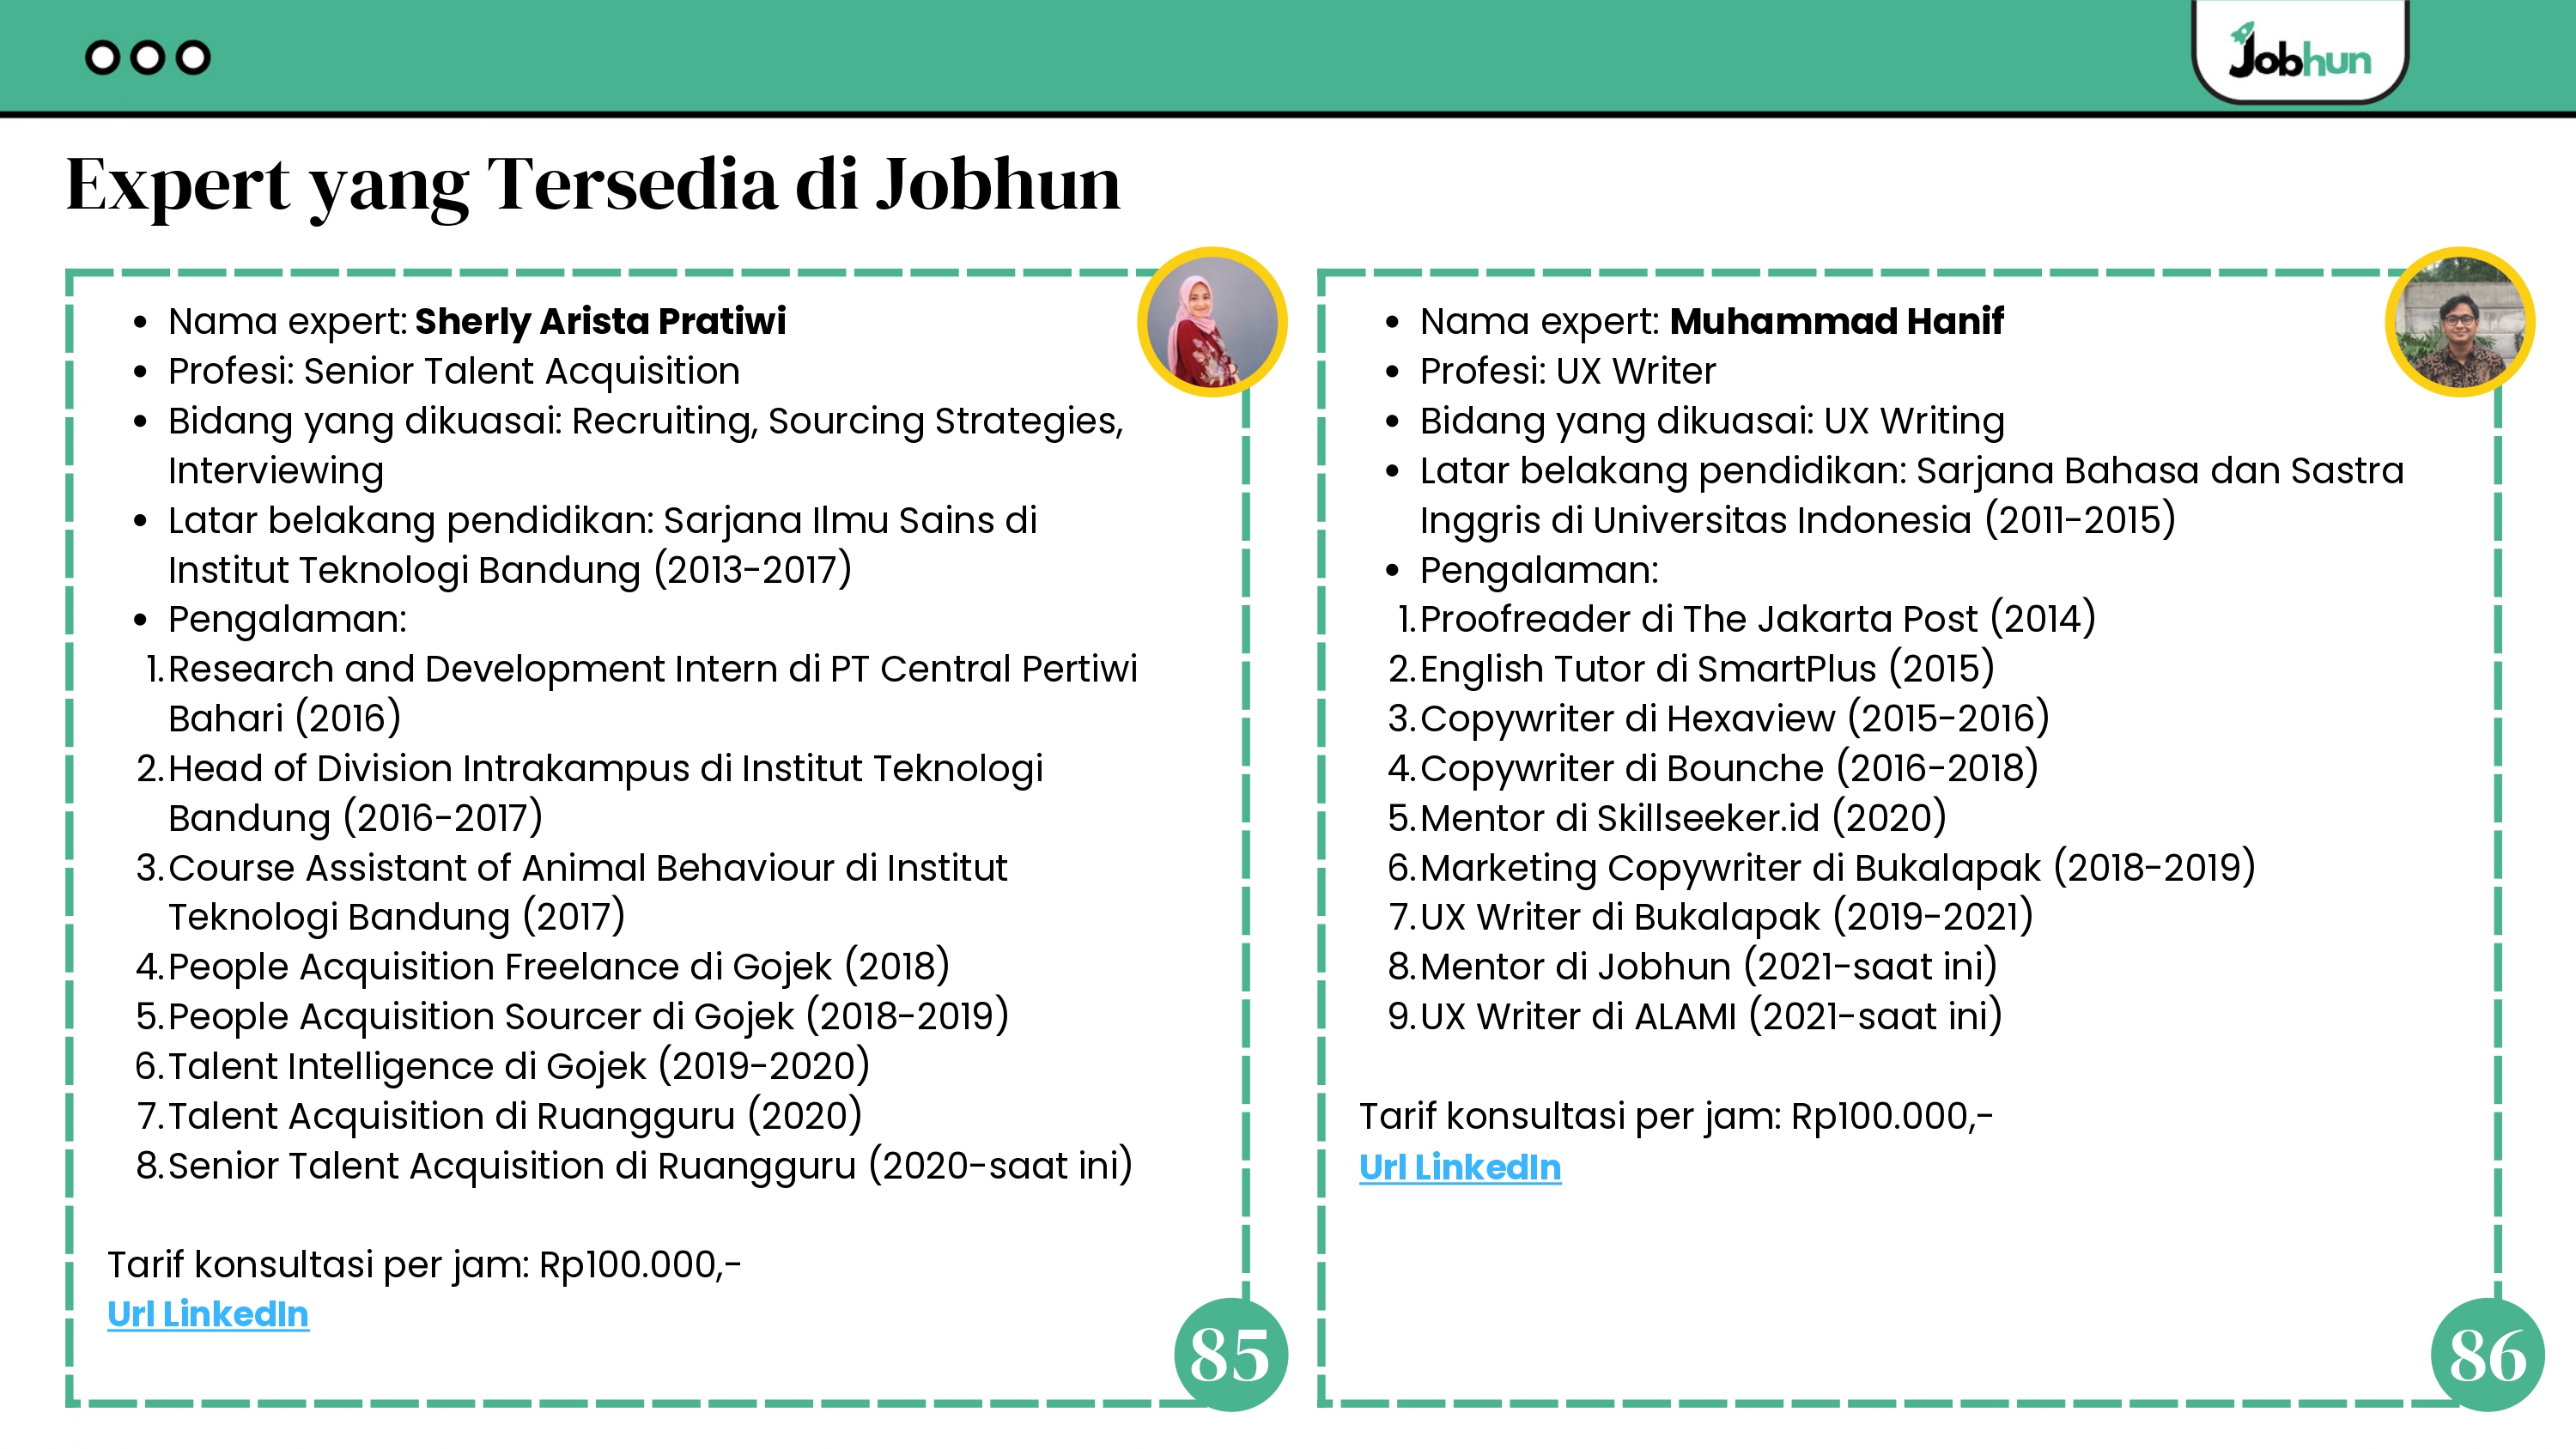 Jobhun
Expert yang Tersedia di Jobhun
• Nama expert: Sherly Arista Pratiwi
• Profesi: Senior Talent Acquisition
• Bidang yang dikuasai: Recruiting, Sourcing Strategies,
Interviewing
• Latar belakang pendidikan: Sarjana Ilmu Sains di
Institut Teknologi Bandung (2013-2017)
• Pengalaman:
1. Research and Development Intern di PT Central Pertiwi
Bahari (2016)
2. Head of Division Intrakampus di Institut Teknologi
Bandung (2016-2017)
3. Course Assistant of Animal Behaviour di Institut
Teknologi Bandung (2017)
4. People Acquisition Freelance di Gojek (2018)
5. People Acquisition Sourcer di Gojek (2018-2019)
6. Talent Intelligence di Gojek (2019-2020)
7. Talent Acquisition di Ruangguru (2020)
8. Senior Talent Acquisition di Ruangguru (2020-saat ini)
Tarif konsultasi per jam: Rp100.000,-
Url LinkedIn
85
• Nama expert: Muhammad Hanif
• Profesi: UX Writer
• Bidang yang dikuasai: UX Writing
• Latar belakang pendidikan: Sarjana Bahasa dan Sastra
Inggris di Universitas Indonesia (2011-2015)
• Pengalaman:
1. Proofreader di The Jakarta Post (2014)
2. English Tutor di SmartPlus (2015)
3. Copywriter di Hexaview (2015-2016)
4. Copywriter di Bounche (2016-2018)
5. Mentor di Skillseeker.id (2020)
6. Marketing Copywriter di Bukalapak (2018-2019)
7. UX Writer di Bukalapak (2019-2021)
8. Mentor di Jobhun (2021-saat ini)
9. UX Writer di ALAMI (2021-saat ini)
Tarif konsultasi per jam: Rp100.000,-
Url LinkedIn
86